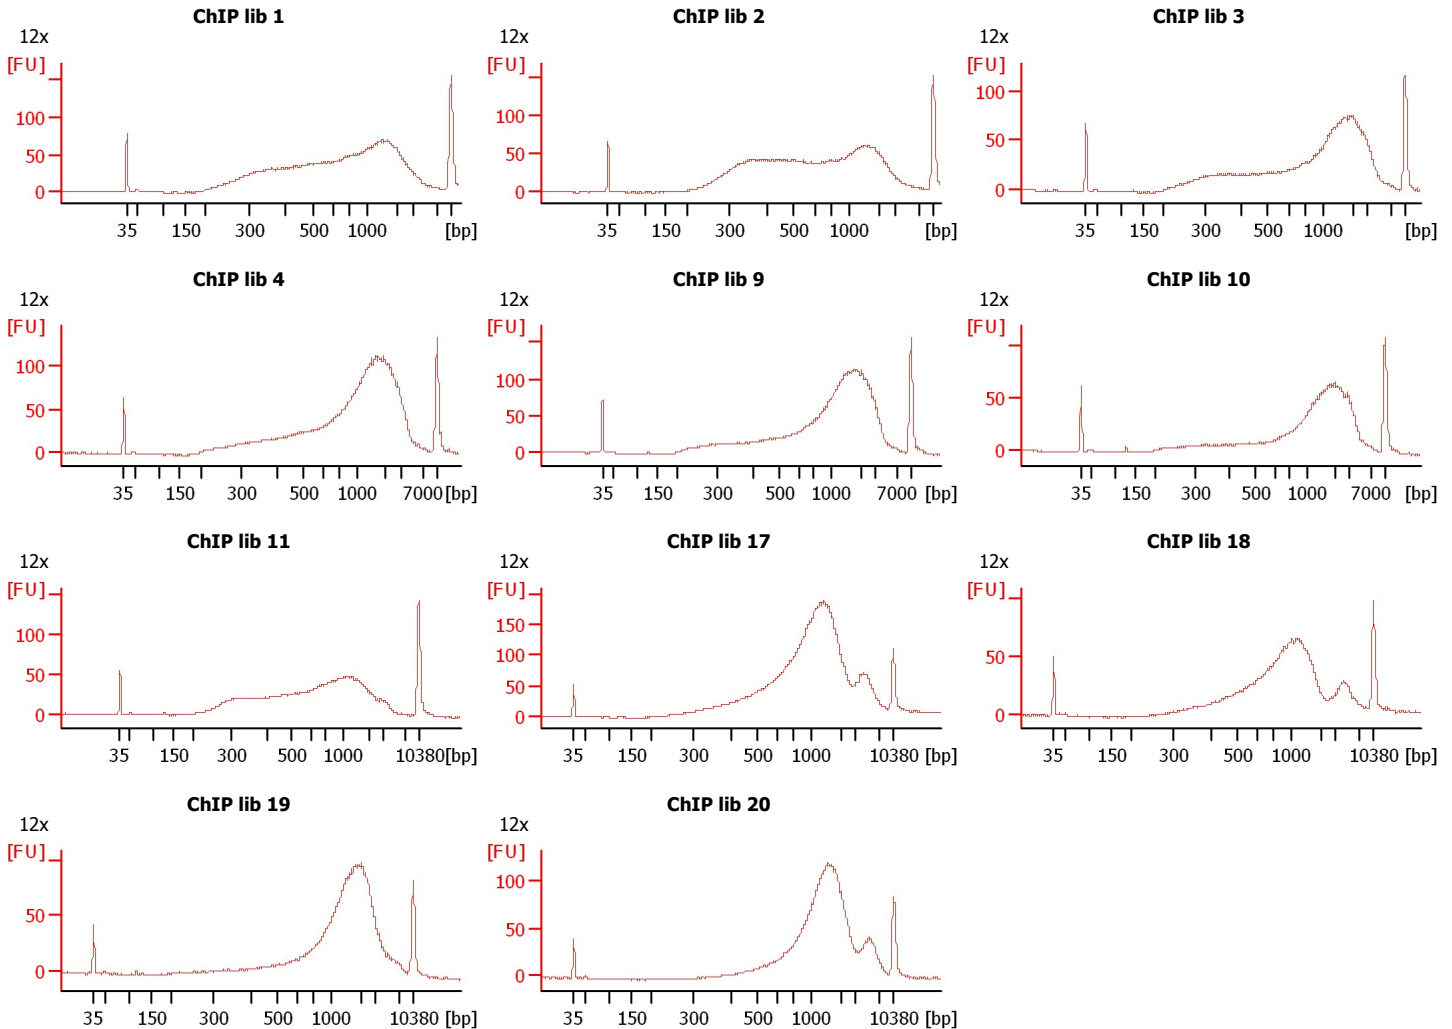 ChIP lib 1
12x
[FU]
100
50
0
35 150 300 500 1000 [bp]
ChIP lib 2
12x
[FU]
100
50
0
35 150 300 500 1000 [bp]
ChIP lib 3
12x
[FU]
100
50
0
35 150 300 500 1000 [bp]
ChIP lib 4
12x
[FU]
100
50
0
35 150 300 500 1000 7000 [bp]
ChIP lib 9
12x
[FU]
100
50
0
35 150 300 500 1000 7000 [bp]
ChIP lib 10
12x
[FU]
50
0
35 150 300 500 1000 7000 [bp]
ChIP lib 11
12x
[FU]
100
50
0
35 150 300 500 1000 10380 [bp]
ChIP lib 17
12x
[FU]
150
100
50
0
35 150 300 500 1000 10380 [bp]
ChIP lib 18
12x
[FU]
50
0
35 150 300 500 1000 10380 [bp]
ChIP lib 19
12x
[FU]
50
0
35 150 300 500 1000 10380 [bp]
ChIP lib 20
12x
[FU]
100
50
0
35 150 300 500 1000 10380 [bp]